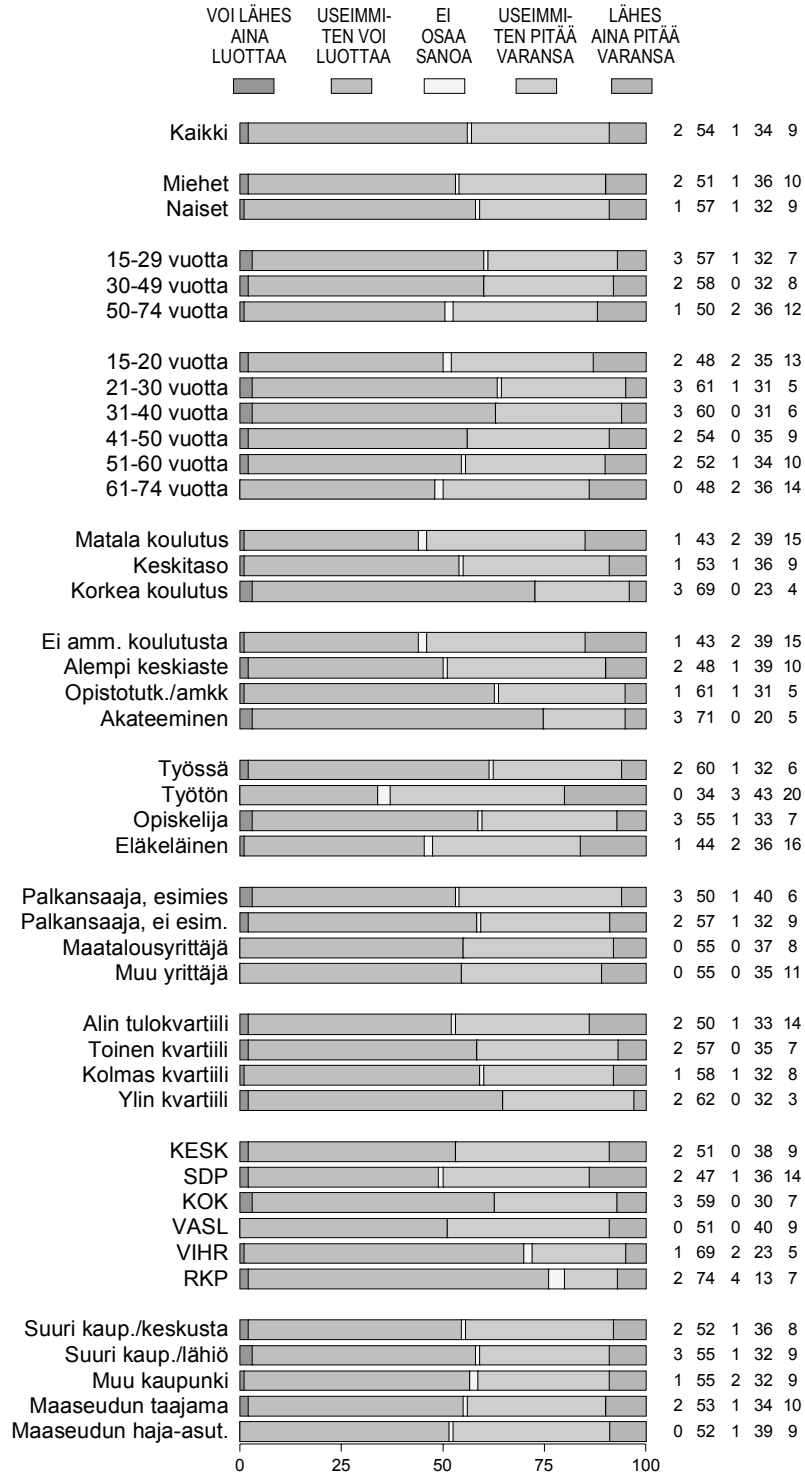 VOI LÄHES AINA LUOTTAA
USEIMMI-TEN VOI LUOTTAA
EI OSAA SANOA
USEIMMI-TEN PITÄÄ VARANSA
LÄHES AINA PITÄÄ VARANSA
Kaikki 2 54 1 34 9
Miehet 2 51 1 36 10
Naiset 1 57 1 32 9
15-29 vuotta 3 57 1 32 7
30-49 vuotta 2 58 0 32 8
50-74 vuotta 1 50 2 36 12
15-20 vuotta 2 48 2 35 13
21-30 vuotta 3 61 1 31 5
31-40 vuotta 3 60 0 31 6
41-50 vuotta 2 54 0 35 9
51-60 vuotta 2 52 1 34 10
61-74 vuotta 0 48 2 36 14
Matala koulutus 1 43 2 39 15
Keskitaso 1 53 1 36 9
Korkea koulutus 3 69 0 23 4
Ei amm. koulutusta 1 43 2 39 15
Alempi keskiaste 2 48 1 39 10
Opistotutk./amkk 1 61 1 31 5
Akateeminen 3 71 0 20 5
Työssä 2 60 1 32 6
Työtön 0 34 3 43 20
Opiskelija 3 55 1 33 7
Eläkeläinen 1 44 2 36 16
Palkansaaja, esimies 3 50 1 40 6
Palkansaaja, ei esim. 2 57 1 32 9
Maatalousyrittäjä 0 55 0 37 8
Muu yrittäjä 0 55 0 35 11
Alin tulokvartiili 2 50 1 33 14
Toinen kvartiili 2 57 0 35 7
Kolmas kvartiili 1 58 1 32 8
Ylin kvartiili 2 62 0 32 3
KESK 2 51 0 38 9
SDP 2 47 1 36 14
KOK 3 59 0 30 7
VASL 0 51 0 40 9
VIHR 1 69 2 23 5
RKP 2 74 4 13 7
Suuri kaup./keskusta 2 52 1 36 8
Suuri kaup./lähiö 3 55 1 32 9
Muu kaupunki 1 55 2 32 9
Maaseudun taajama 2 53 1 34 10
Maaseudun haja-asut. 0 52 1 39 9
0 25 50 75 100